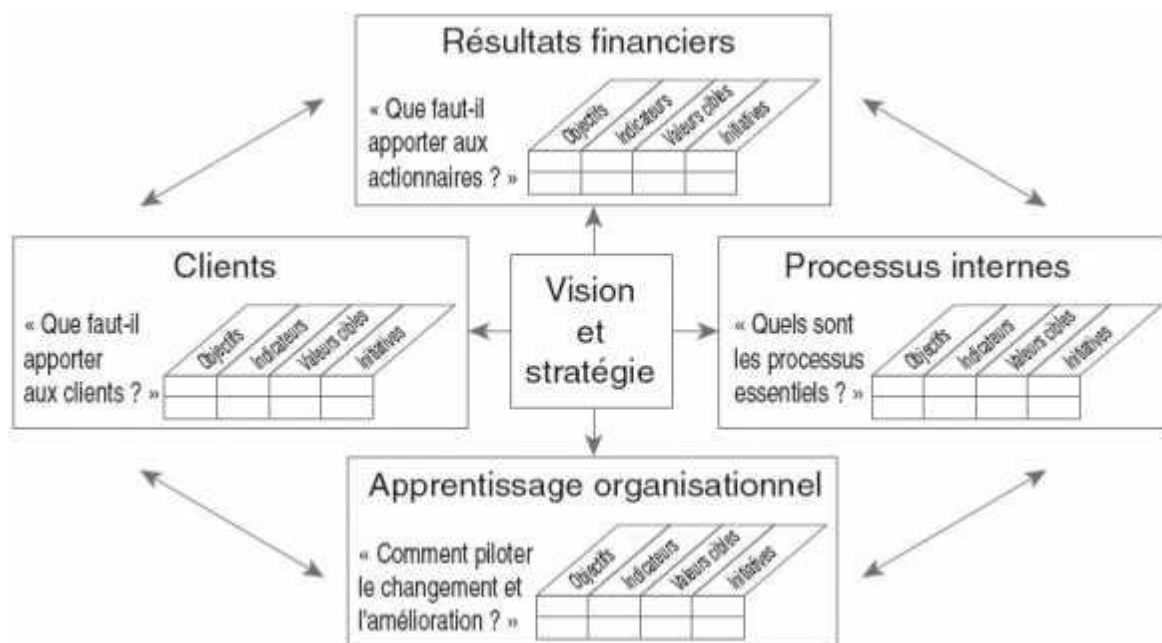 Résultats financiers
« Que faut-il
apporter aux
actionnaires ? »
Objectifs
Indicateurs
Valeurs cibles
Initiatives
Clients
« Que faut-il
apporter
aux clients ? »
Objectifs
Indicateurs
Valeurs cibles
Initiatives
Vision
et
stratégie
Processus internes
« Quels sont
les processus
essentiels ? »
Objectifs
Indicateurs
Valeurs cibles
Initiatives
Apprentissage organisationnel
« Comment piloter
le changement et
l'amélioration ? »
Objectifs
Indicateurs
Valeurs cibles
Initiatives